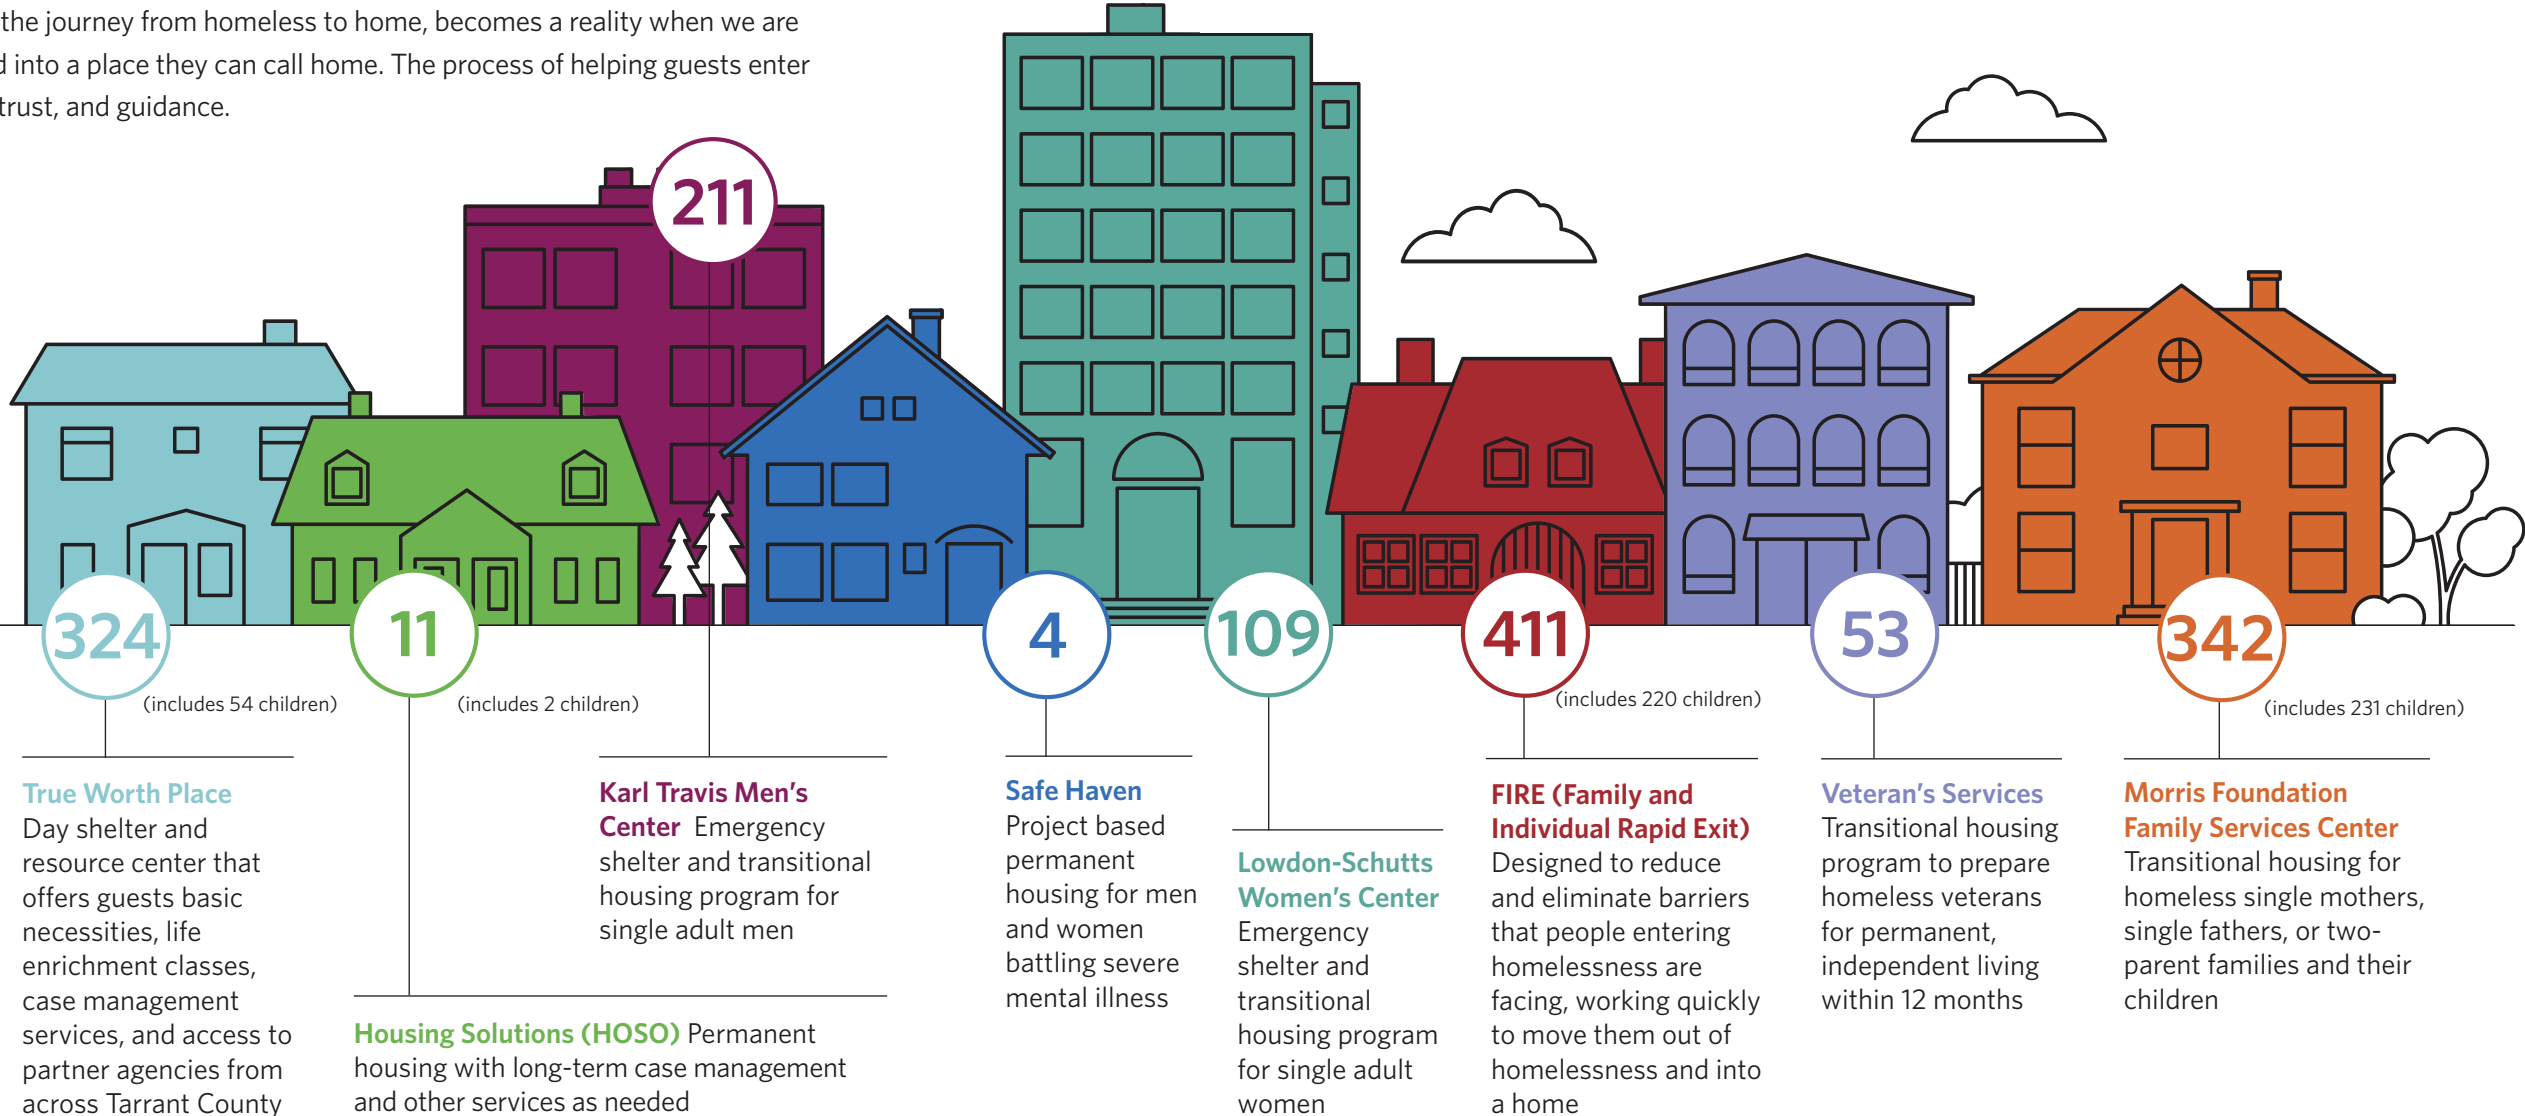 the journey from homeless to home, becomes a reality when we are
into a place they can call home. The process of helping guests enter
trust, and guidance.
211
324
11
4
109
411
53
342
(includes 54 children)
(includes 2 children)
(includes 220 children)
(includes 231 children)
True Worth Place
Day shelter and
resource center that
offers guests basic
necessities, life
enrichment classes,
case management
services, and access to
partner agencies from
across Tarrant County
Housing Solutions (HOSO) Permanent
housing with long-term case management
and other services as needed
Karl Travis Men's
Center Emergency
shelter and transitional
housing program for
single adult men
Safe Haven
Project based
permanent
housing for men
and women
battling severe
mental illness
Lowdon-Schutts
Women's Center
Emergency
shelter and
transitional
housing program
for single adult
women
FIRE (Family and
Individual Rapid Exit)
Designed to reduce
and eliminate barriers
that people entering
homelessness are
facing, working quickly
to move them out of
homelessness and into
a home
Veteran's Services
Transitional housing
program to prepare
homeless veterans
for permanent,
independent living
within 12 months
Morris Foundation
Family Services Center
Transitional housing for
homeless single mothers,
single fathers, or two-
parent families and their
children